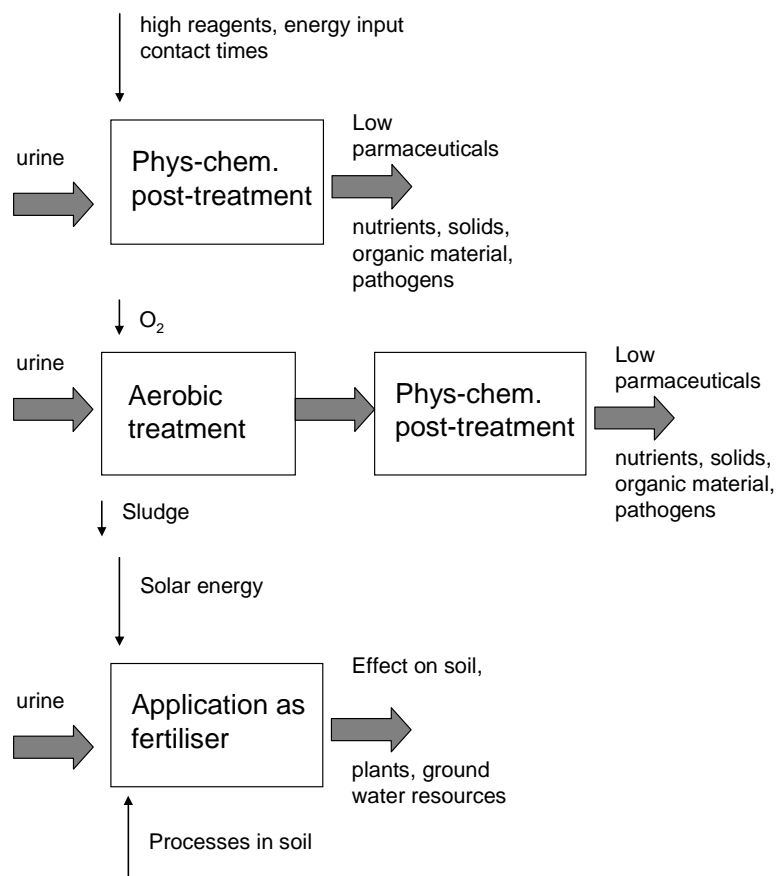 high reagents, energy input
contact times
urine
Phys-chem.
post-treatment
Low
parmaceuticals
nutrients, solids,
organic material,
pathogens
O2
urine
Aerobic
treatment
Phys-chem.
post-treatment
Low
parmaceuticals
nutrients, solids,
organic material,
pathogens
Sludge
Solar energy
urine
Application as
fertiliser
Effect on soil,
plants, ground
water resources
Processes in soil